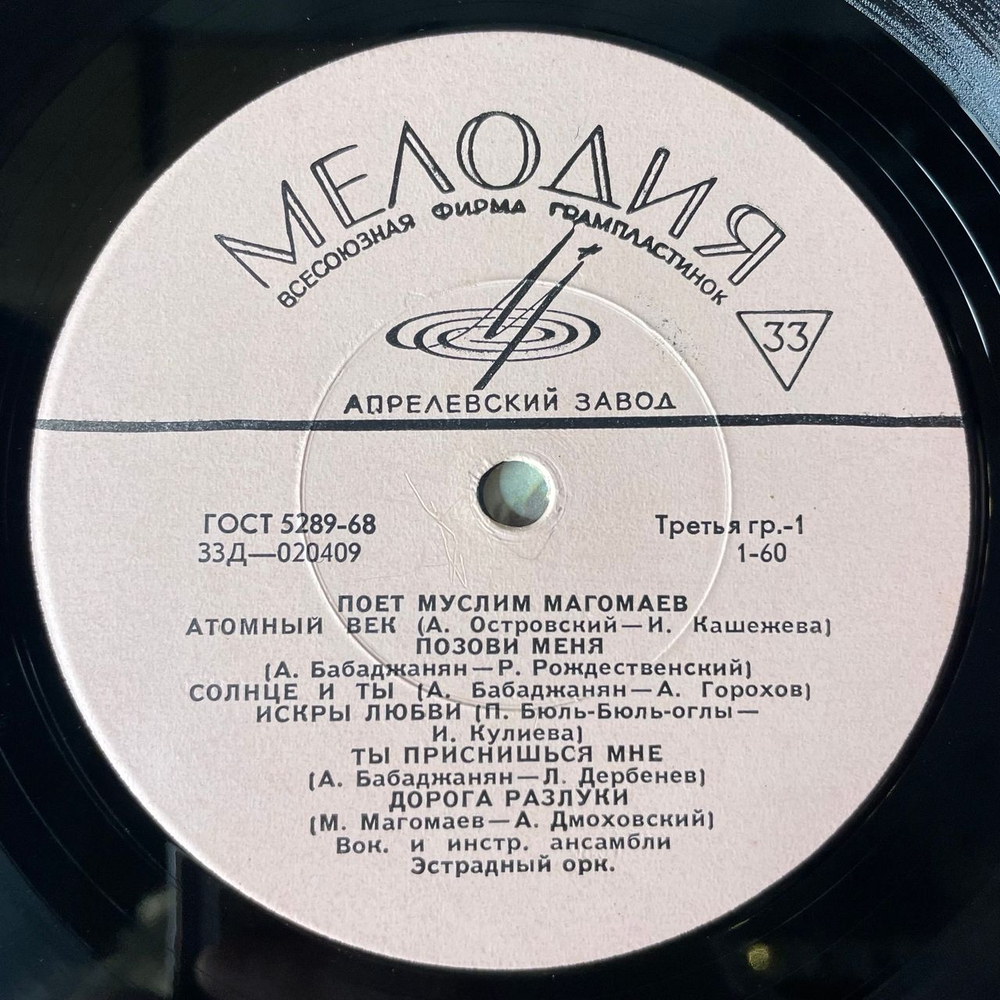 МЕЛОДИЯ
ВСЕСОЮЗНАЯ ФИРМА ГРАМПЛАСТИНОК
33
АПРЕЛЕВСКИЙ ЗАВОД
ГОСТ 5289-68
Третья гр.-1
33Д—020409
1-60
ПОЕТ МУСЛИМ МАГОМАЕВ
АТОМНЫЙ ВЕК (А. Островский—И. Кашежева)
ПОЗОВИ МЕНЯ
(А. Бабаджанян—Р. Рождественский)
СОЛНЦЕ И ТЫ (А. Бабаджанян—А. Горохов)
ИСКРЫ ЛЮБВИ (П. Бюль-Бюль-оглы—
И. Кулиева)
ТЫ ПРИСНИШЬСЯ МНЕ
(А. Бабаджанян—Л. Дербенев)
ДОРОГА РАЗЛУКИ
(М. Магомаев—А. Дмоховский)
Вок. и инстр. ансамбли
Эстрадный орк.